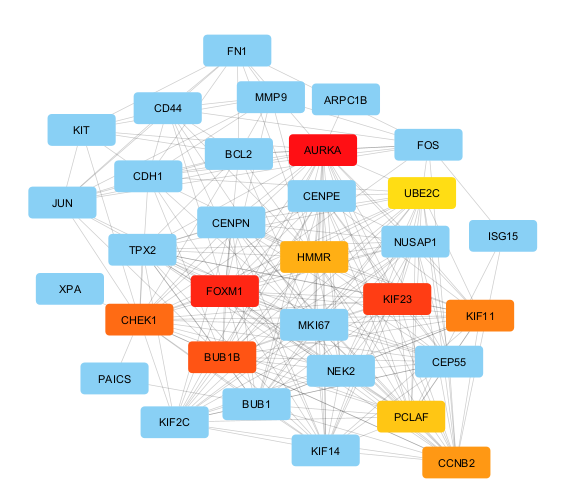 FN1
MMP9
ARPC1B
CD44
KIT
FOS
AURKA
BCL2
CDH1
UBE2C
CENPE
JUN
CENPN
ISG15
NUSAP1
TPX2
HMMR
XPA
FOXM1
KIF23
CHEK1
KIF11
MKI67
BUB1B
CEP55
NEK2
PAICS
BUB1
PCLAF
KIF2C
KIF14
CCNB2